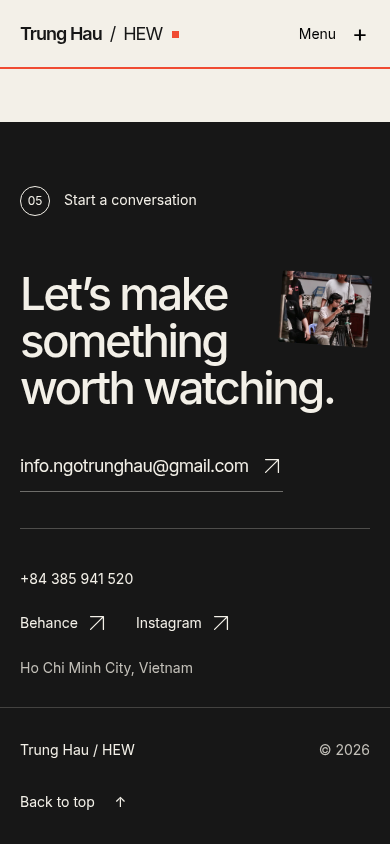 Trung Hau / HEW
Menu +
05 Start a conversation
Let’s make
something
worth watching.
info.ngotrunghau@gmail.com
+84 385 941 520
Behance Instagram
Ho Chi Minh City, Vietnam
Trung Hau / HEW © 2026
Back to top ↑